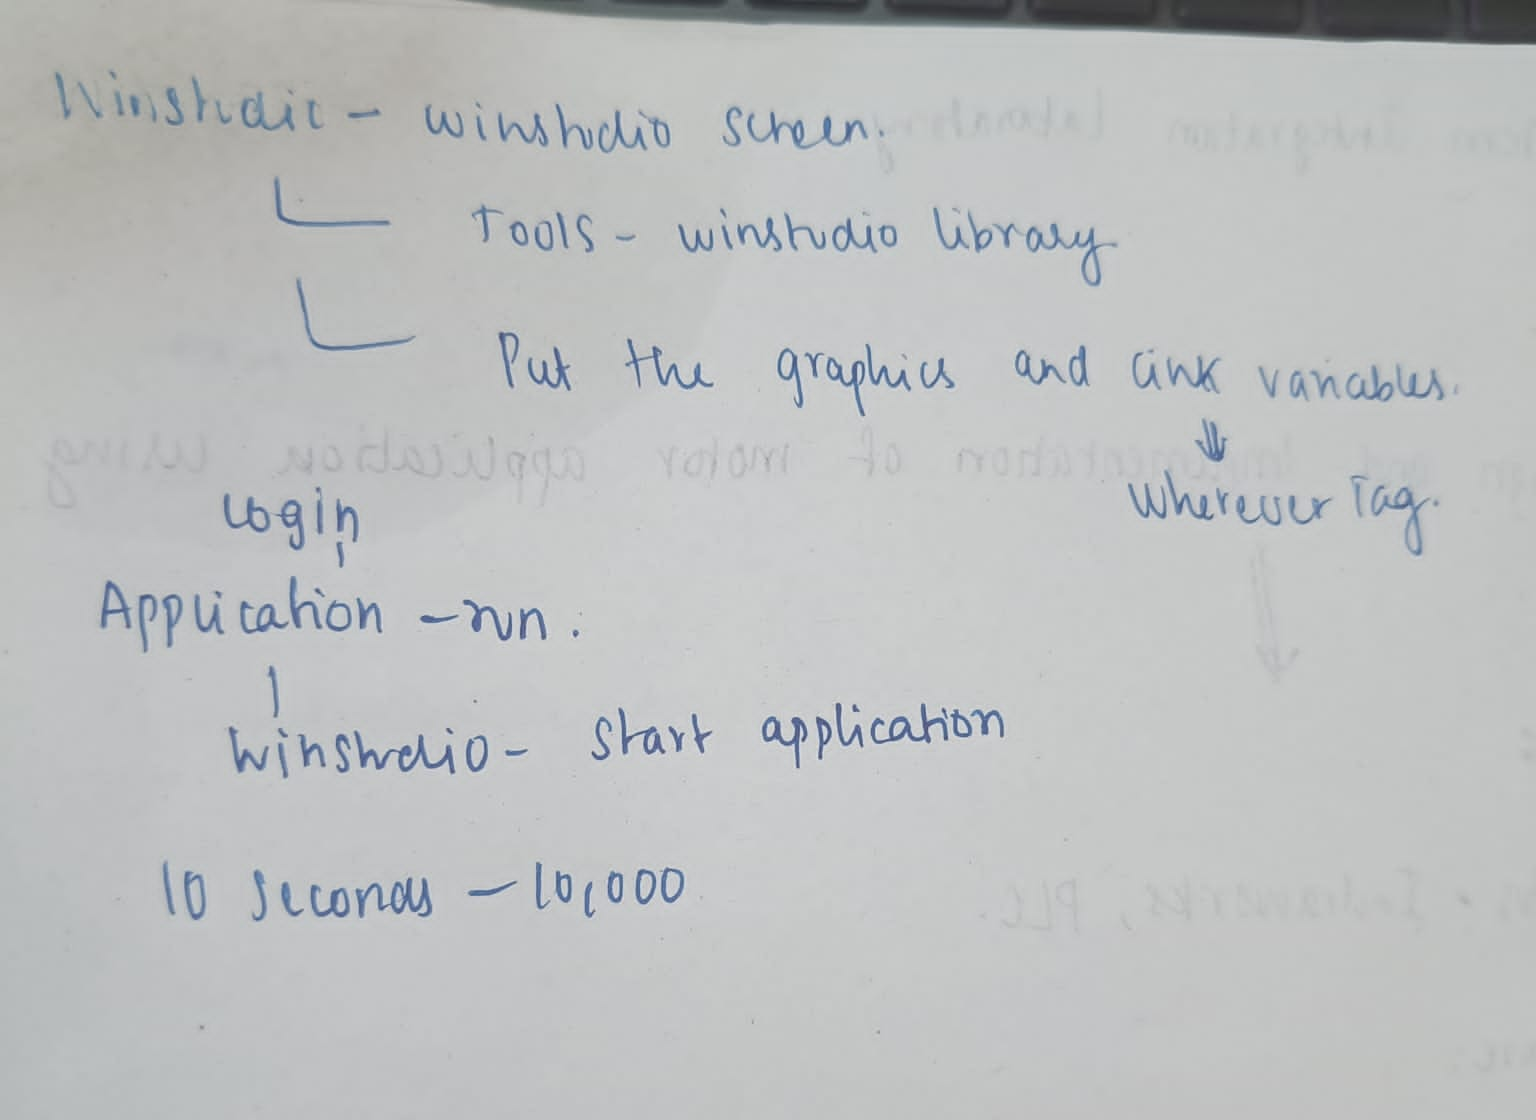 Winstudio - winstudio screen.
Tools - winstudio library
Put the graphics and link variables.
Wherever Tag.
Login
Application - run.
Winstudio - start application
10 seconds - 10,000